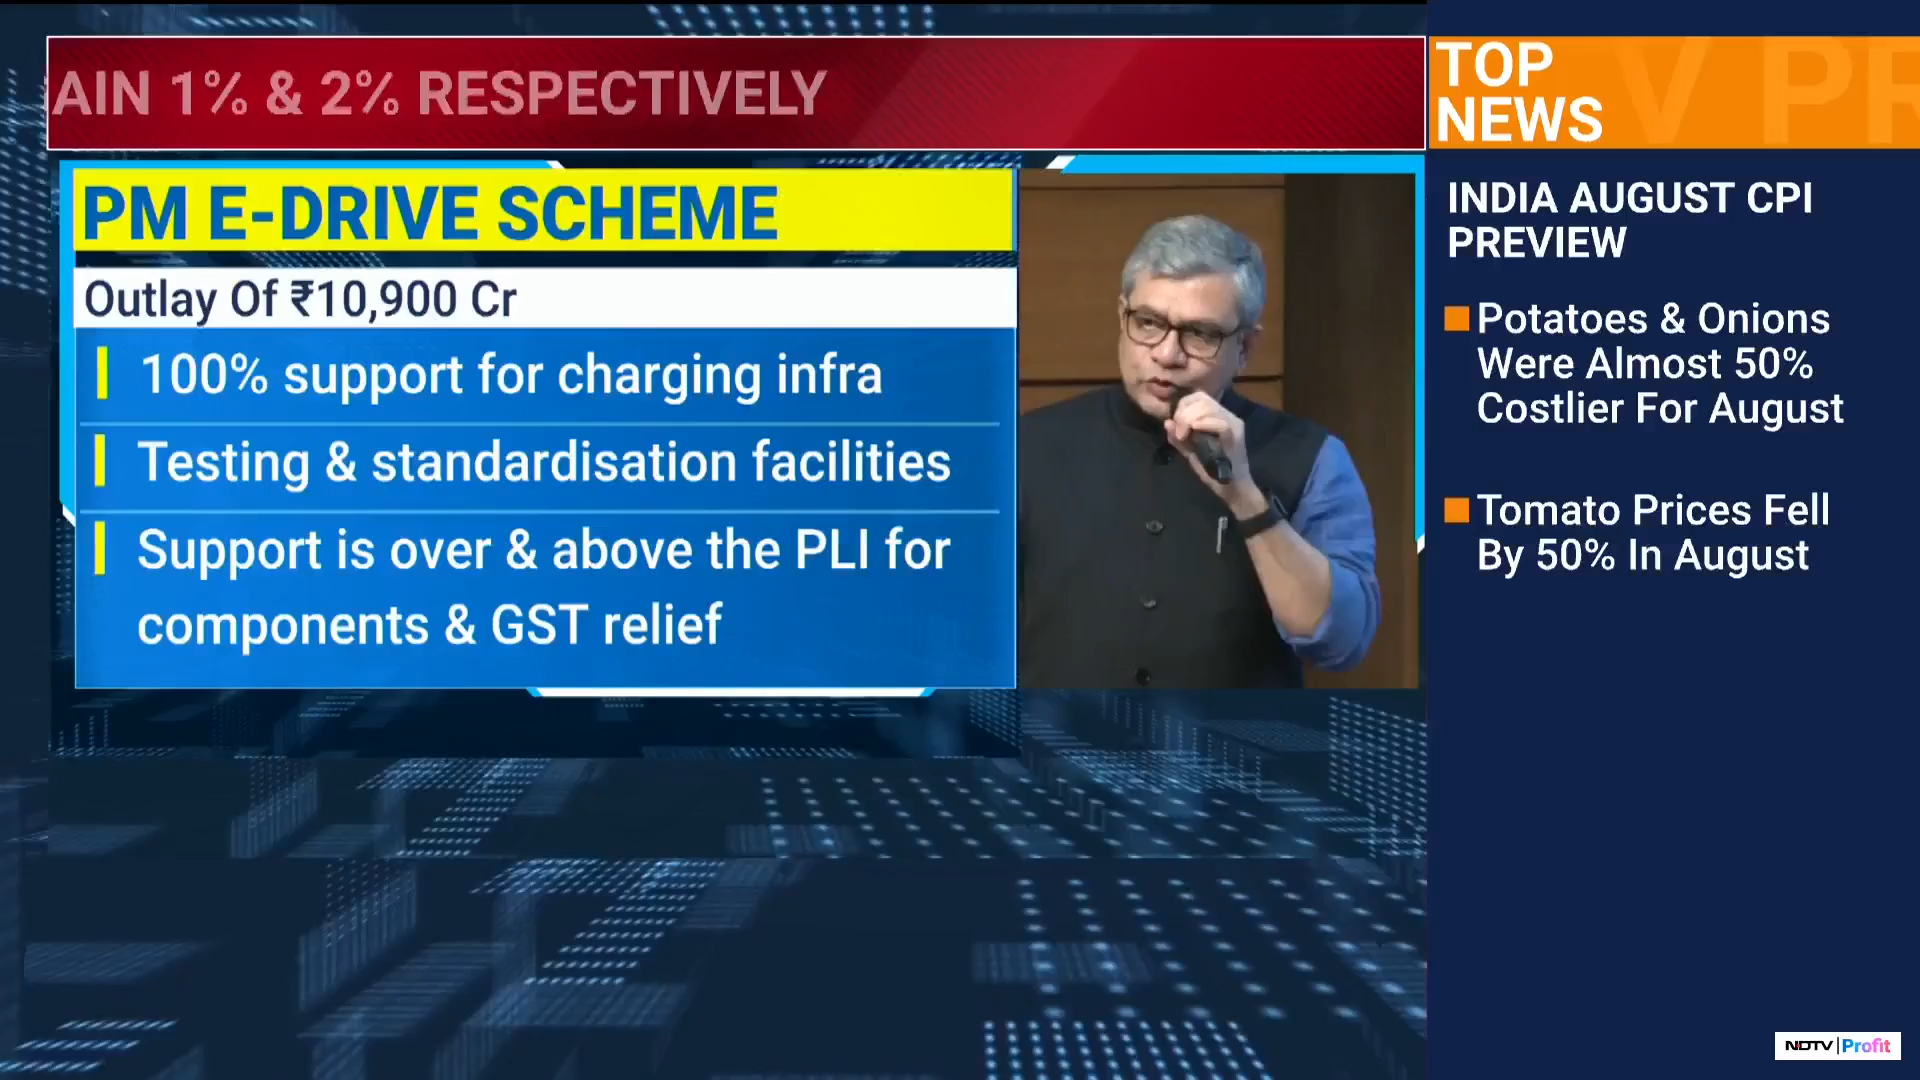 AIN 1% & 2% RESPECTIVELY
PM E-DRIVE SCHEME
Outlay Of ₹10,900 Cr
100% support for charging infra
Testing & standardisation facilities
Support is over & above the PLI for
components & GST relief
TOP
NEWS
V PR
INDIA AUGUST CPI
PREVIEW
Potatoes & Onions
Were Almost 50%
Costlier For August
Tomato Prices Fell
By 50% In August
NDTV Profit